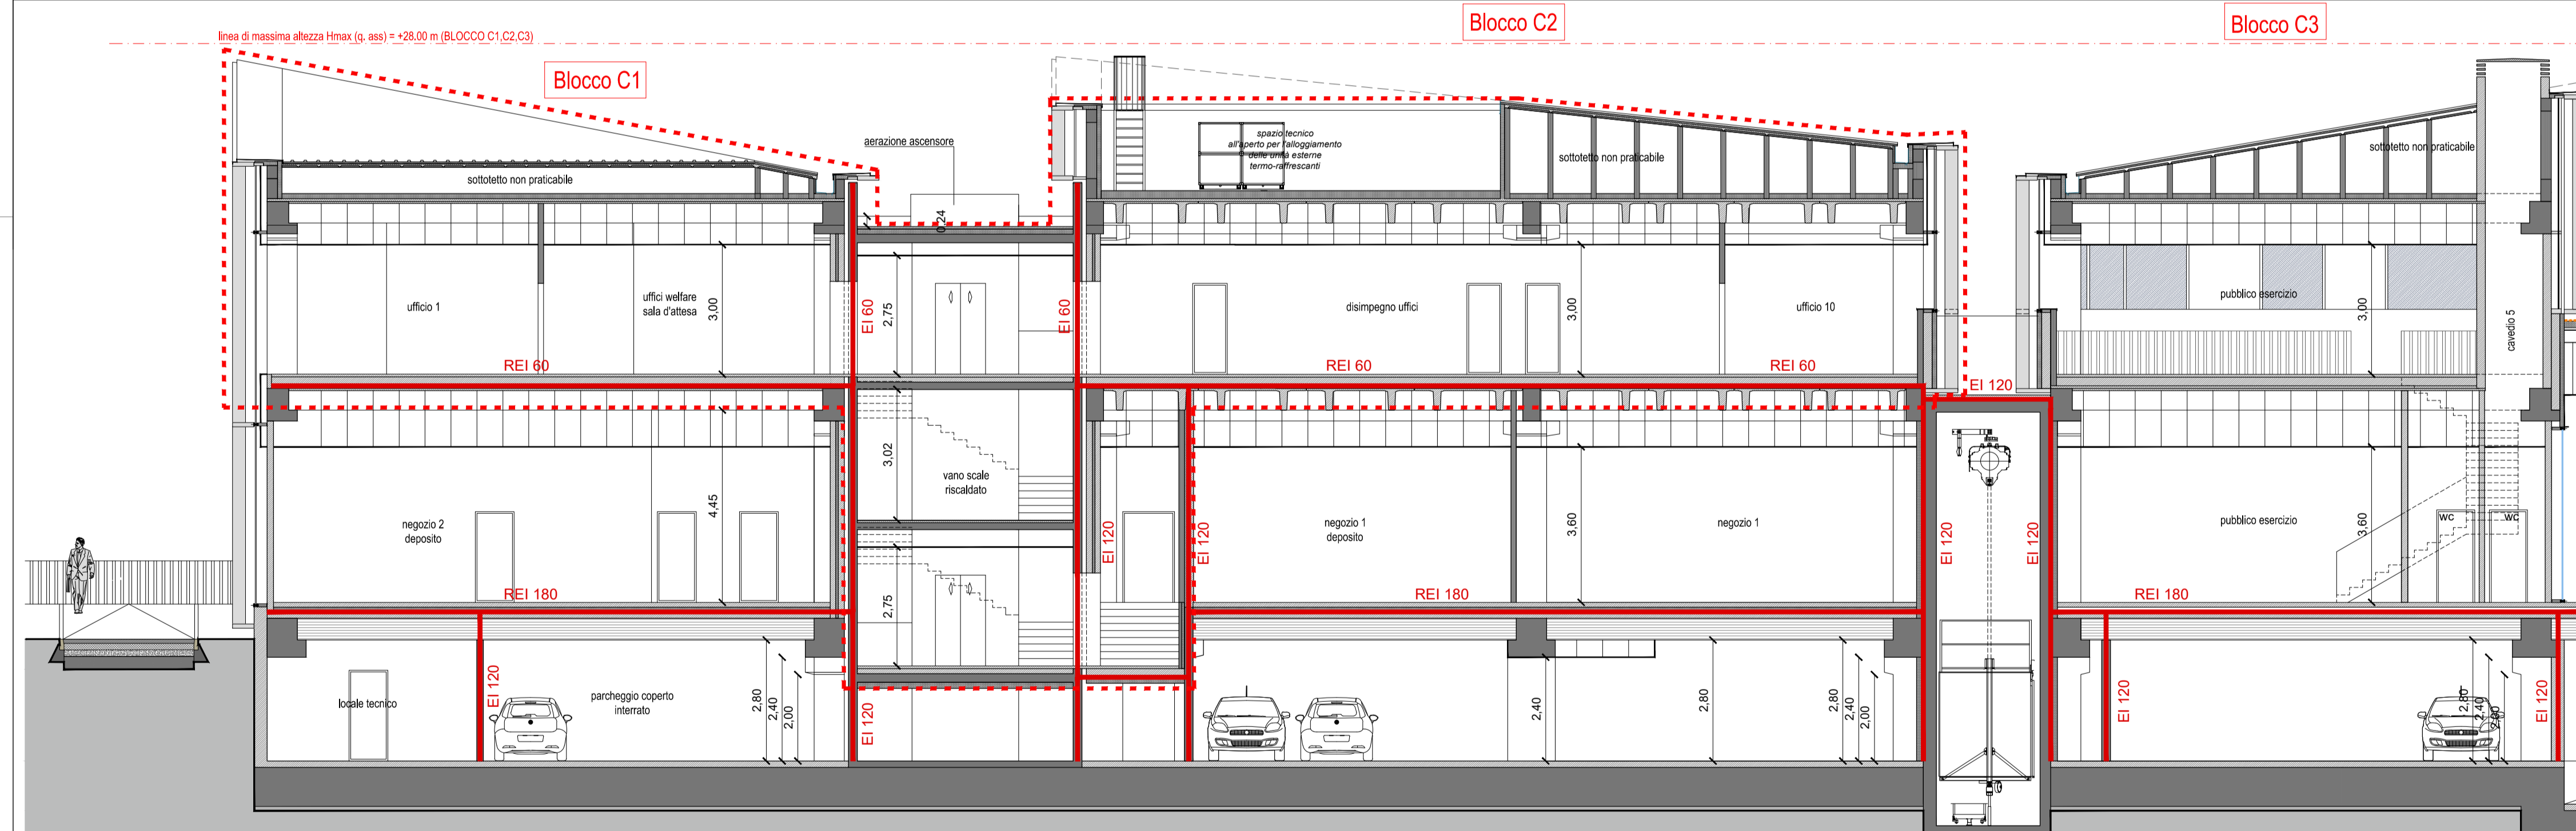 Blocco C2
Blocco C3
linea di massima altezza Hmax (q. ass) = +28.00 m (BLOCCO C1,C2,C3)
Blocco C1
aerazione ascensore
spazio tecnico
all'aperto per l'alloggiamento
delle unità esterne
termo-raffrescanti
sottotetto non praticabile
sottotetto non praticabile
sottotetto non praticabile
0,24
ufficio 1
uffici welfare
sala d'attesa
3,00
EI 60
2,75
EI 60
disimpegno uffici
3,00
ufficio 10
pubblico esercizio
3,00
cavedio 5
REI 60
REI 60
REI 60
EI 120
3,02
vano scale
riscaldato
negozio 2
deposito
4,45
EI 120
EI 120
negozio 1
deposito
3,60
negozio 1
EI 120
EI 120
pubblico esercizio
3,60
WC
WC
REI 180
2,75
REI 180
REI 180
locale tecnico
EI 120
parcheggio coperto
interrato
2,80
2,40
2,00
EI 120
2,40
2,80
2,80
2,40
2,00
EI 120
2,80
2,40
2,00
EI 120